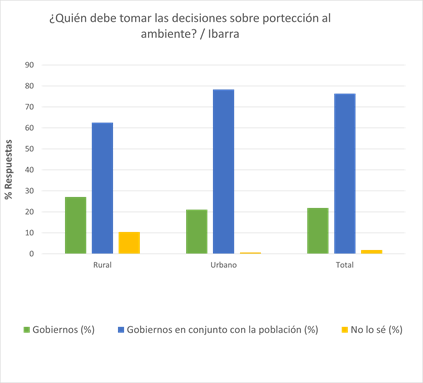 ¿Quién debe tomar las decisiones sobre portección al
ambiente? / Ibarra
90
80
70
60
50
40
30
20
10
0
% Respuestas
Rural Urbano Total
Gobiernos (%) Gobiernos en conjunto con la población (%) No lo sé (%)